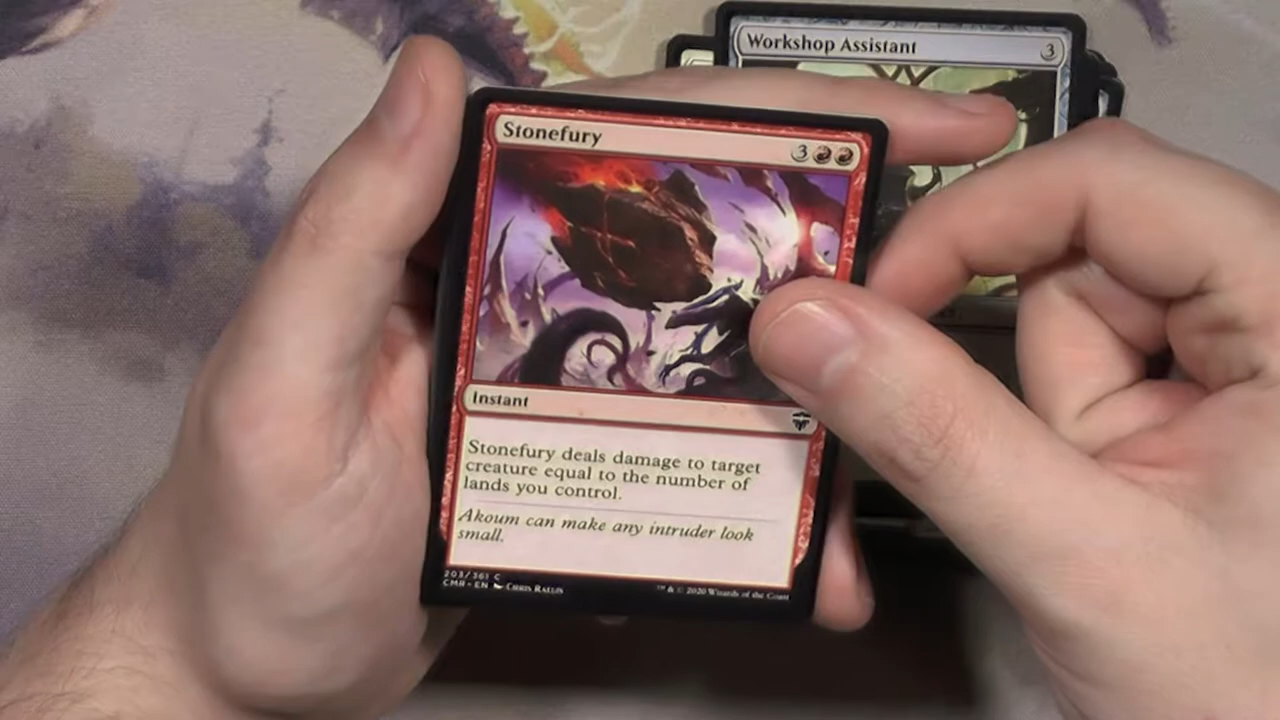 Workshop Assistant 3
Stonefury
3
Instant
Stonefury deals damage to target
creature equal to the number of
lands you control.
Akoum can make any intruder look
small.
203/361 C
CMR • EN Chris Rallis
™ & © 2020 Wizards of the Coast